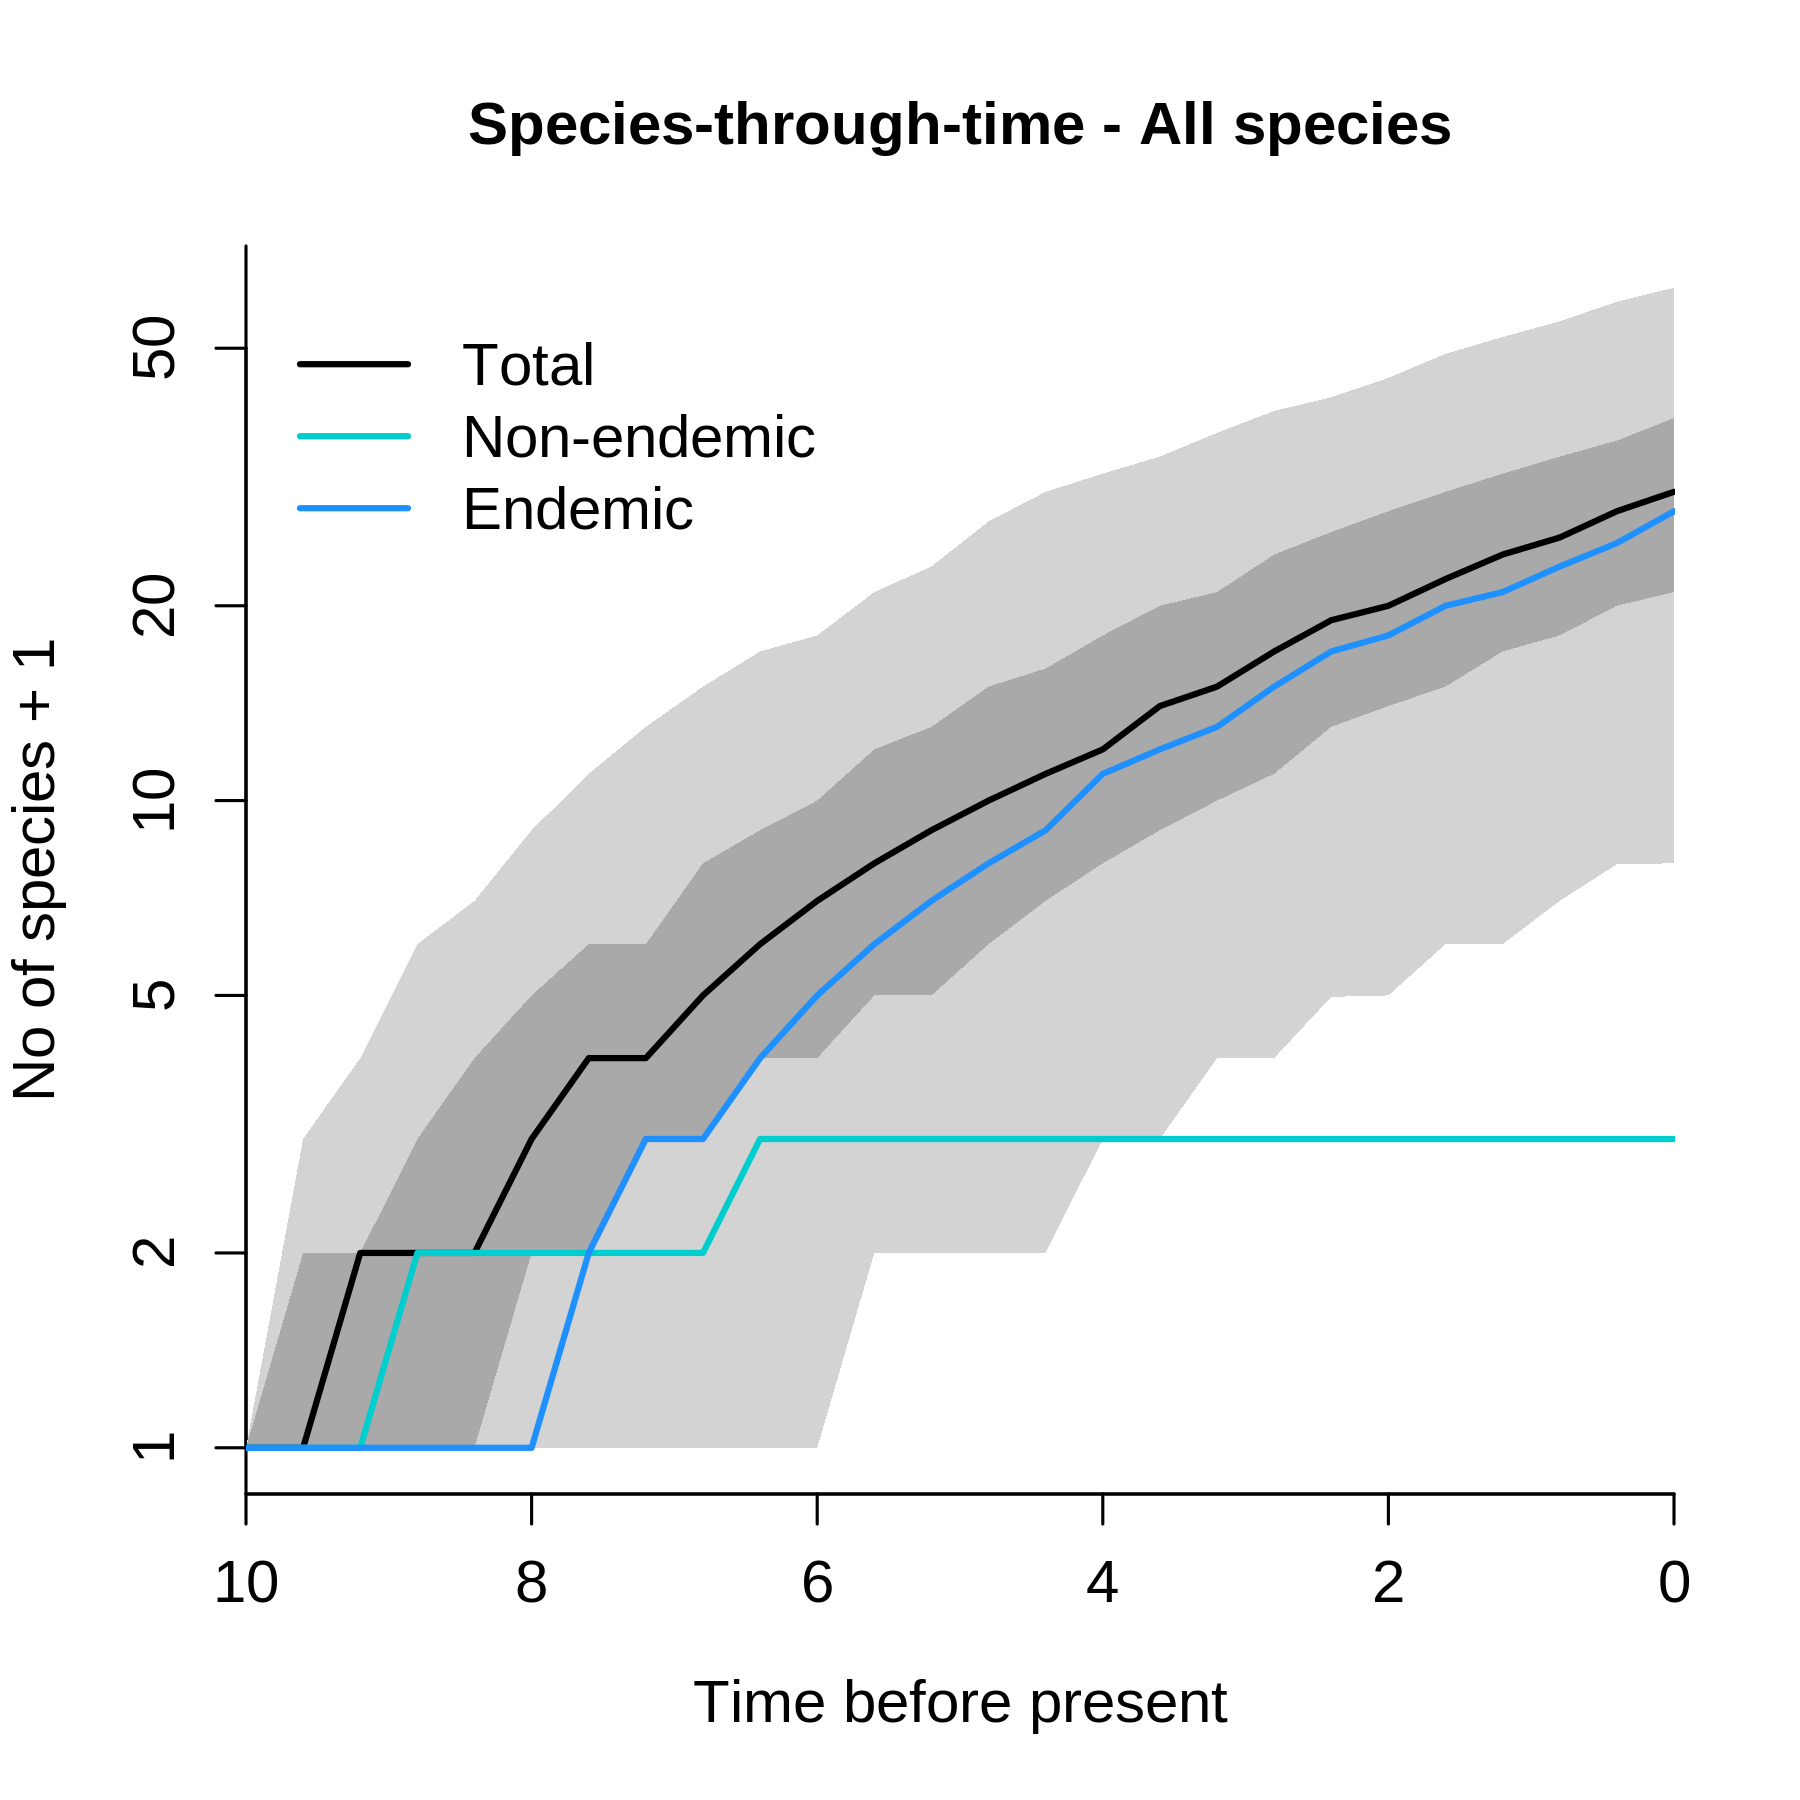 Species-through-time - All species
Total
Non-endemic
Endemic
No of species + 1
50
20
10
5
2
1
10 8 6 4 2 0
Time before present